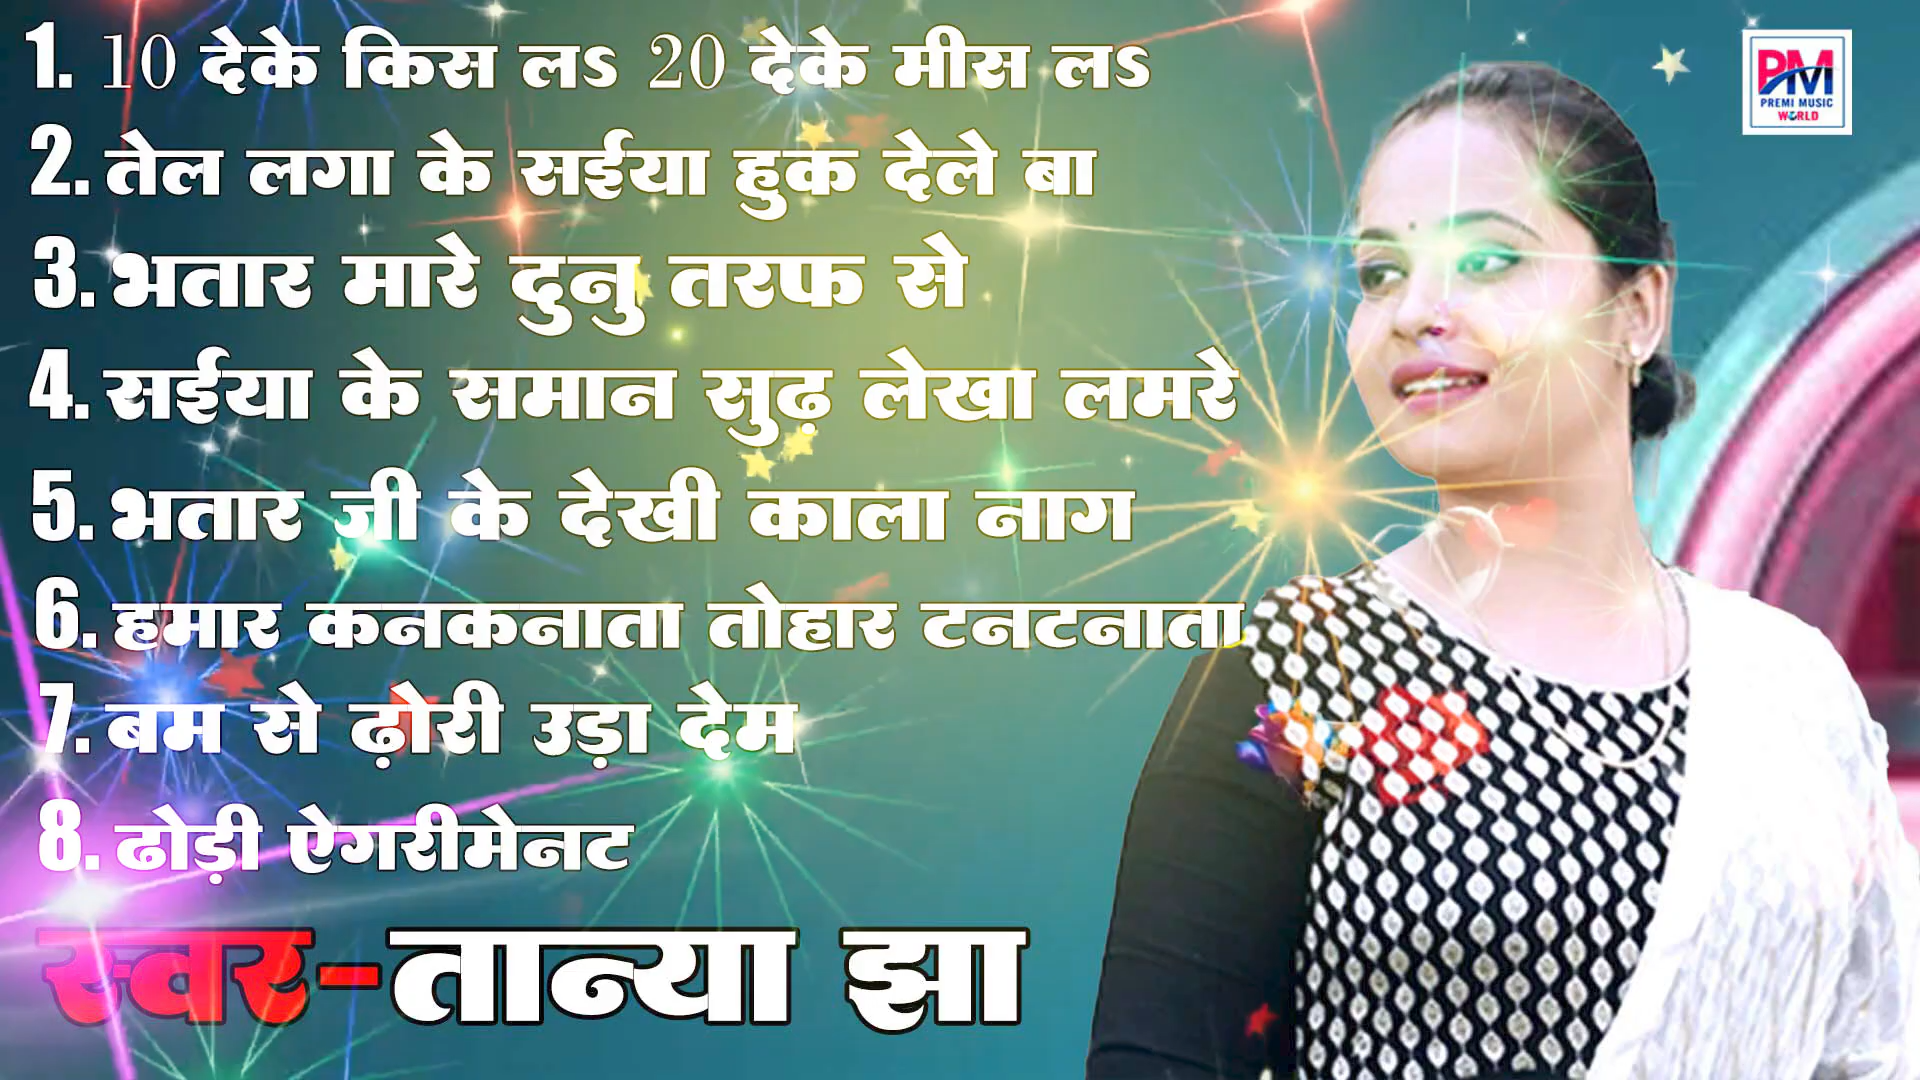 1. 10 देके किस लऽ 20 देके मीस लऽ
2. तेल लगा के सईया हुक देले बा
3. भतार मारे दुनु तरफ से
4. सईया के समान सुढ़ लेखा लमरे
5. भतार जी के देखी काला नाग
6. हमार कनकनाता तोहार टनटनाता
7. बम से ढ़ोरी उड़ा देम
8. ढोड़ी ऐगरीमेनट
स्वर-तान्या झा
PM
PREMI MUSIC
WORLD